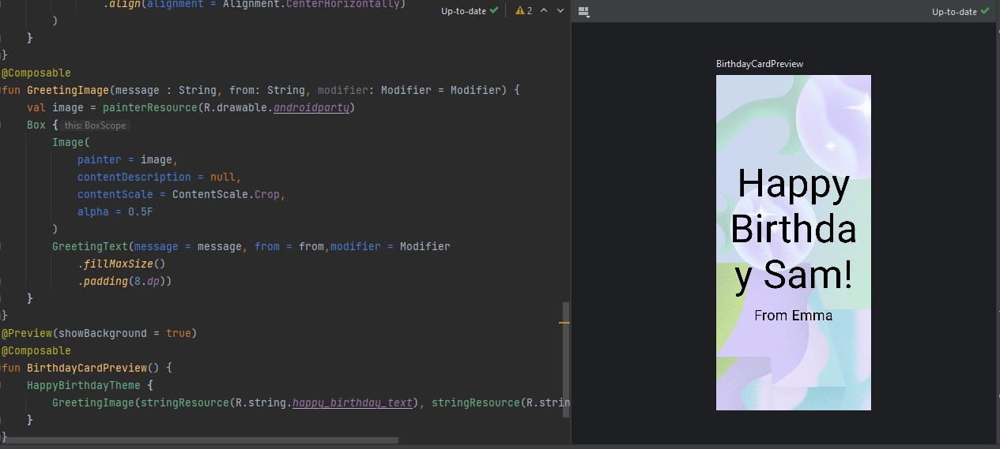 .align(alignment = Alignment.CenterHorizontally)
)
}
}
@Composable
fun GreetingImage(message : String, from: String, modifier: Modifier = Modifier) {
val image = painterResource(R.drawable.androidparty)
Box { this: BoxScope
Image(
painter = image,
contentDescription = null,
contentScale = ContentScale.Crop,
alpha = 0.5F
)
GreetingText(message = message, from = from,modifier = Modifier
.fillMaxSize()
.padding(8.dp))
}
}
@Preview(showBackground = true)
@Composable
fun BirthdayCardPreview() {
HappyBirthdayTheme {
GreetingImage(stringResource(R.string.happy_birthday_text), stringResource(R.strin
}
}
Up-to-date
2
Up-to-date
BirthdayCardPreview
Happy
Birthda
y Sam!
From Emma